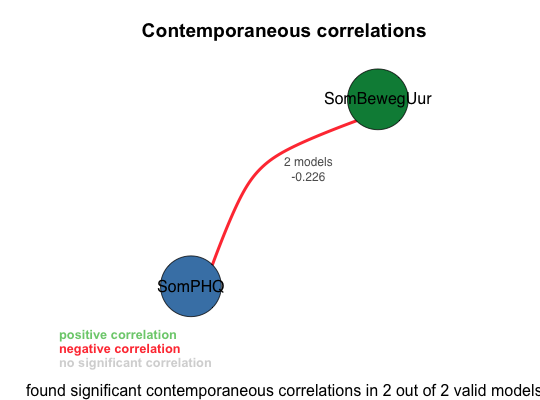 Contemporaneous correlations
SomBewegUur
2 models
-0.226
SomPHQ
positive correlation
negative correlation
no significant correlation
found significant contemporaneous correlations in 2 out of 2 valid models